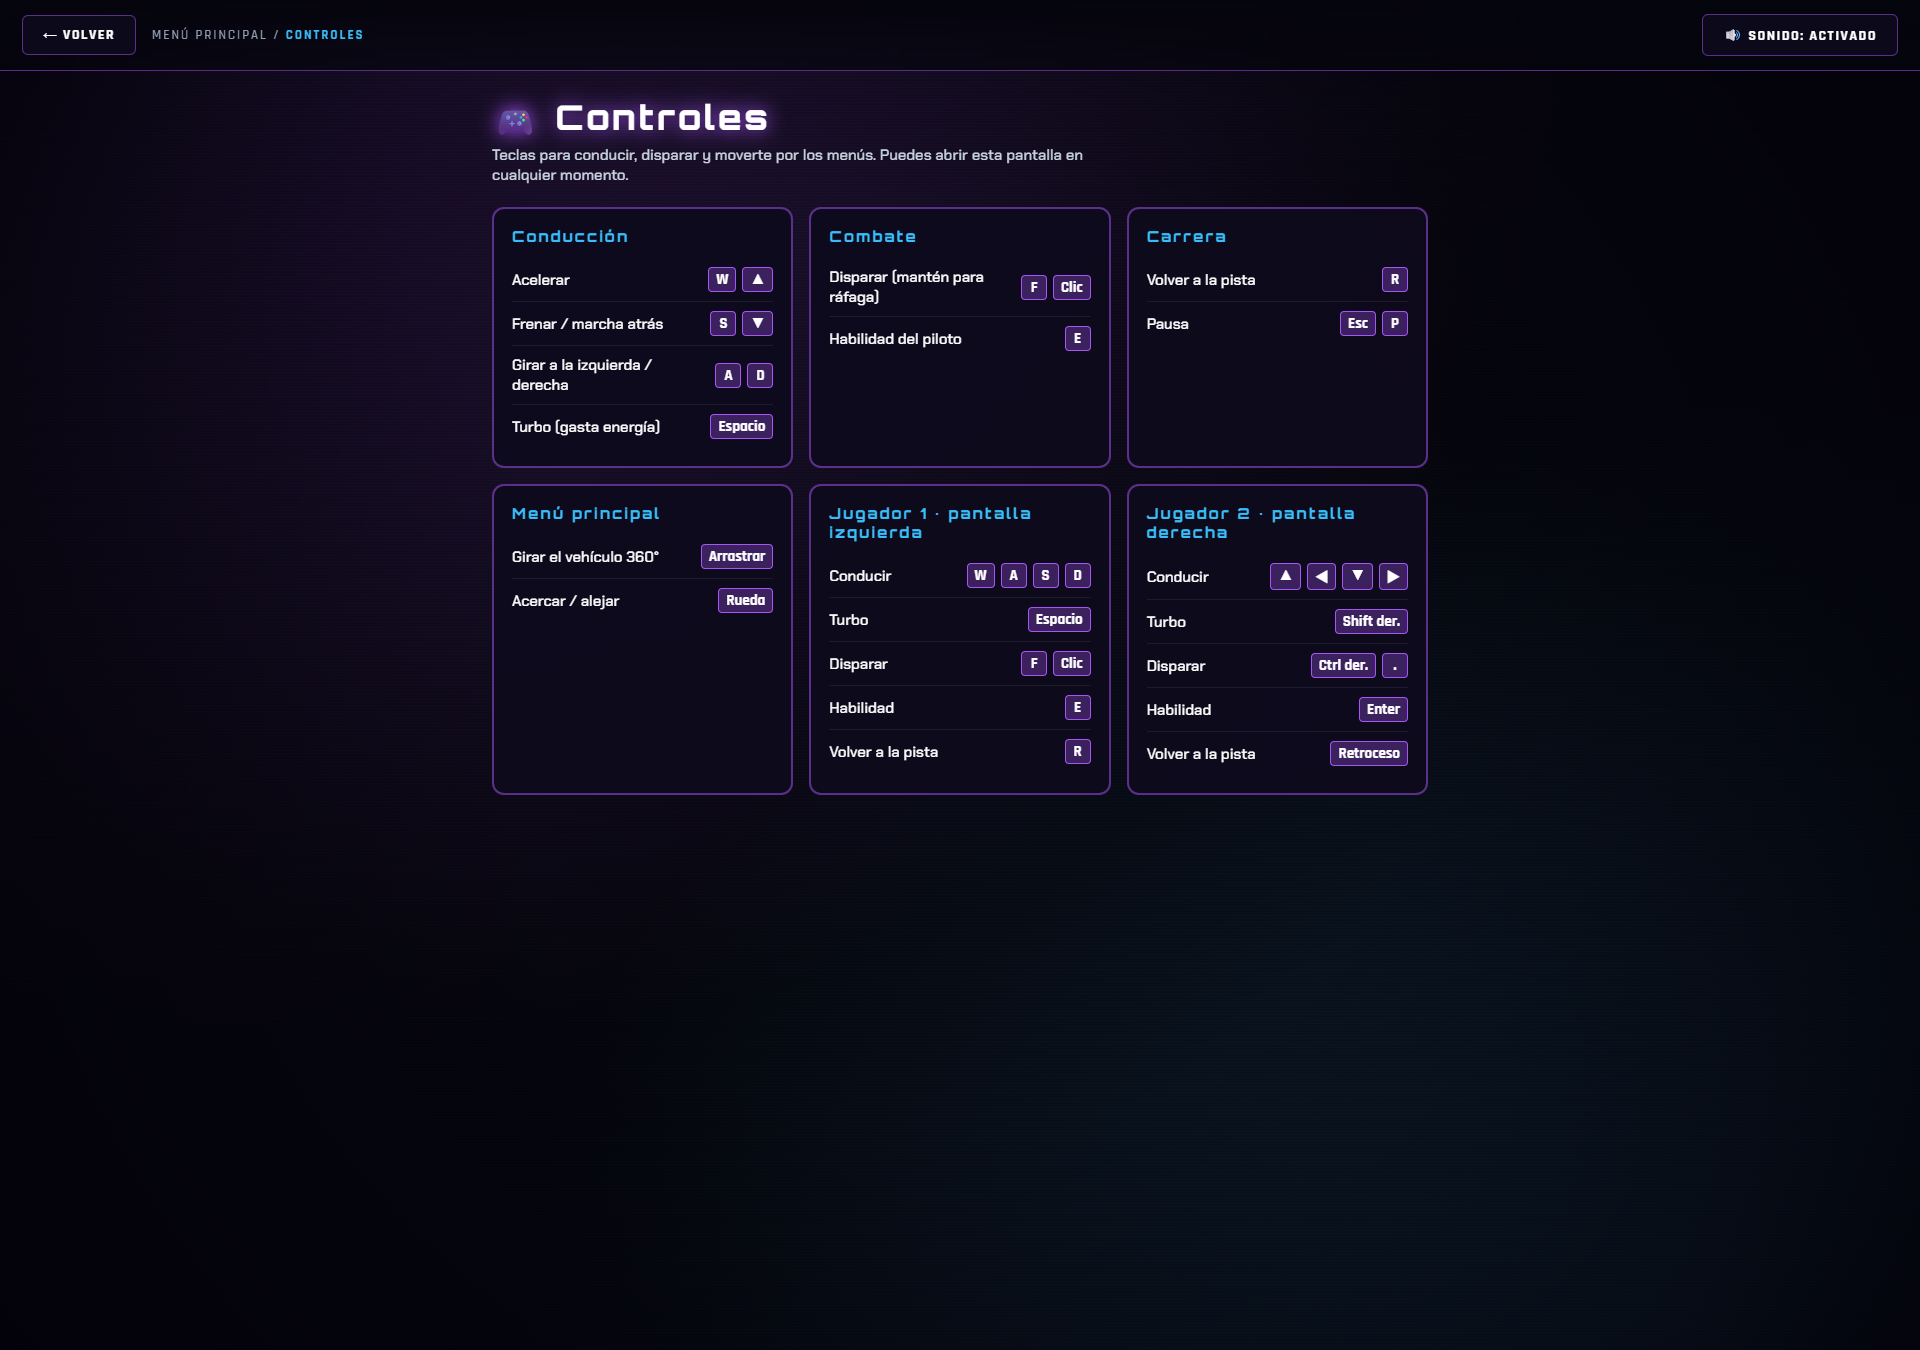 ← VOLVER
MENÚ PRINCIPAL / CONTROLES
SONIDO: ACTIVADO
Controles
Teclas para conducir, disparar y moverte por los menús. Puedes abrir esta pantalla en
cualquier momento.
Conducción
Acelerar W ▲
Frenar / marcha atrás S ▼
Girar a la izquierda /
derecha A D
Turbo (gasta energía) Espacio
Combate
Disparar (mantén para
ráfaga) F Clic
Habilidad del piloto E
Carrera
Volver a la pista R
Pausa Esc P
Menú principal
Girar el vehículo 360° Arrastrar
Acercar / alejar Rueda
Jugador 1 · pantalla
izquierda
Conducir W A S D
Turbo Espacio
Disparar F Clic
Habilidad E
Volver a la pista R
Jugador 2 · pantalla
derecha
Conducir ▲ ◀ ▼ ▶
Turbo Shift der.
Disparar Ctrl der. .
Habilidad Enter
Volver a la pista Retroceso